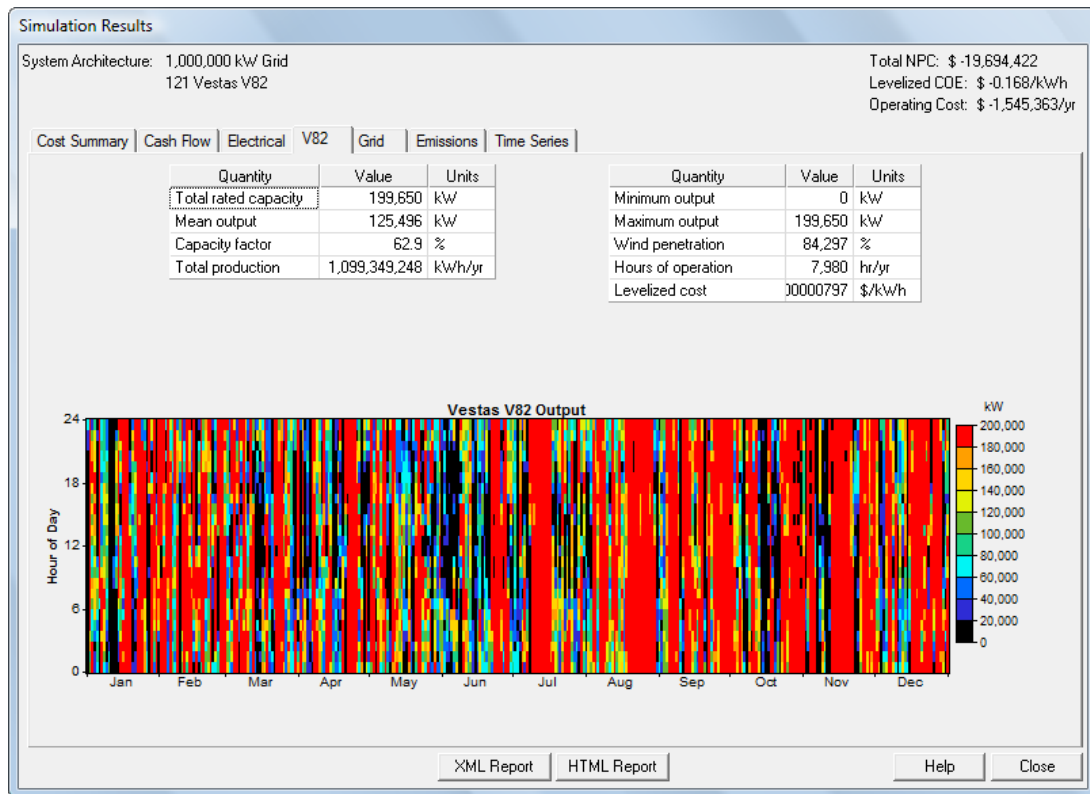 Simulation Results
System Architecture: 1,000,000 kW Grid
121 Vestas V82
Total NPC: $ -19,694,422
Levelized COE: $ -0.168/kWh
Operating Cost: $ -1,545,363/yr
Cost Summary Cash Flow Electrical V82 Grid Emissions Time Series
Quantity Value Units
Total rated capacity 199,650 kW
Mean output 125,496 kW
Capacity factor 62.9 %
Total production 1,099,349,248 kWh/yr
Quantity Value Units
Minimum output 0 kW
Maximum output 199,650 kW
Wind penetration 84,297 %
Hours of operation 7,980 hr/yr
Levelized cost 00000797 $/kWh
Vestas V82 Output
Hour of Day
24
18
12
6
0
Jan Feb Mar Apr May Jun Jul Aug Sep Oct Nov Dec
kW
200,000
180,000
160,000
140,000
120,000
100,000
80,000
60,000
40,000
20,000
0
XML Report HTML Report Help Close